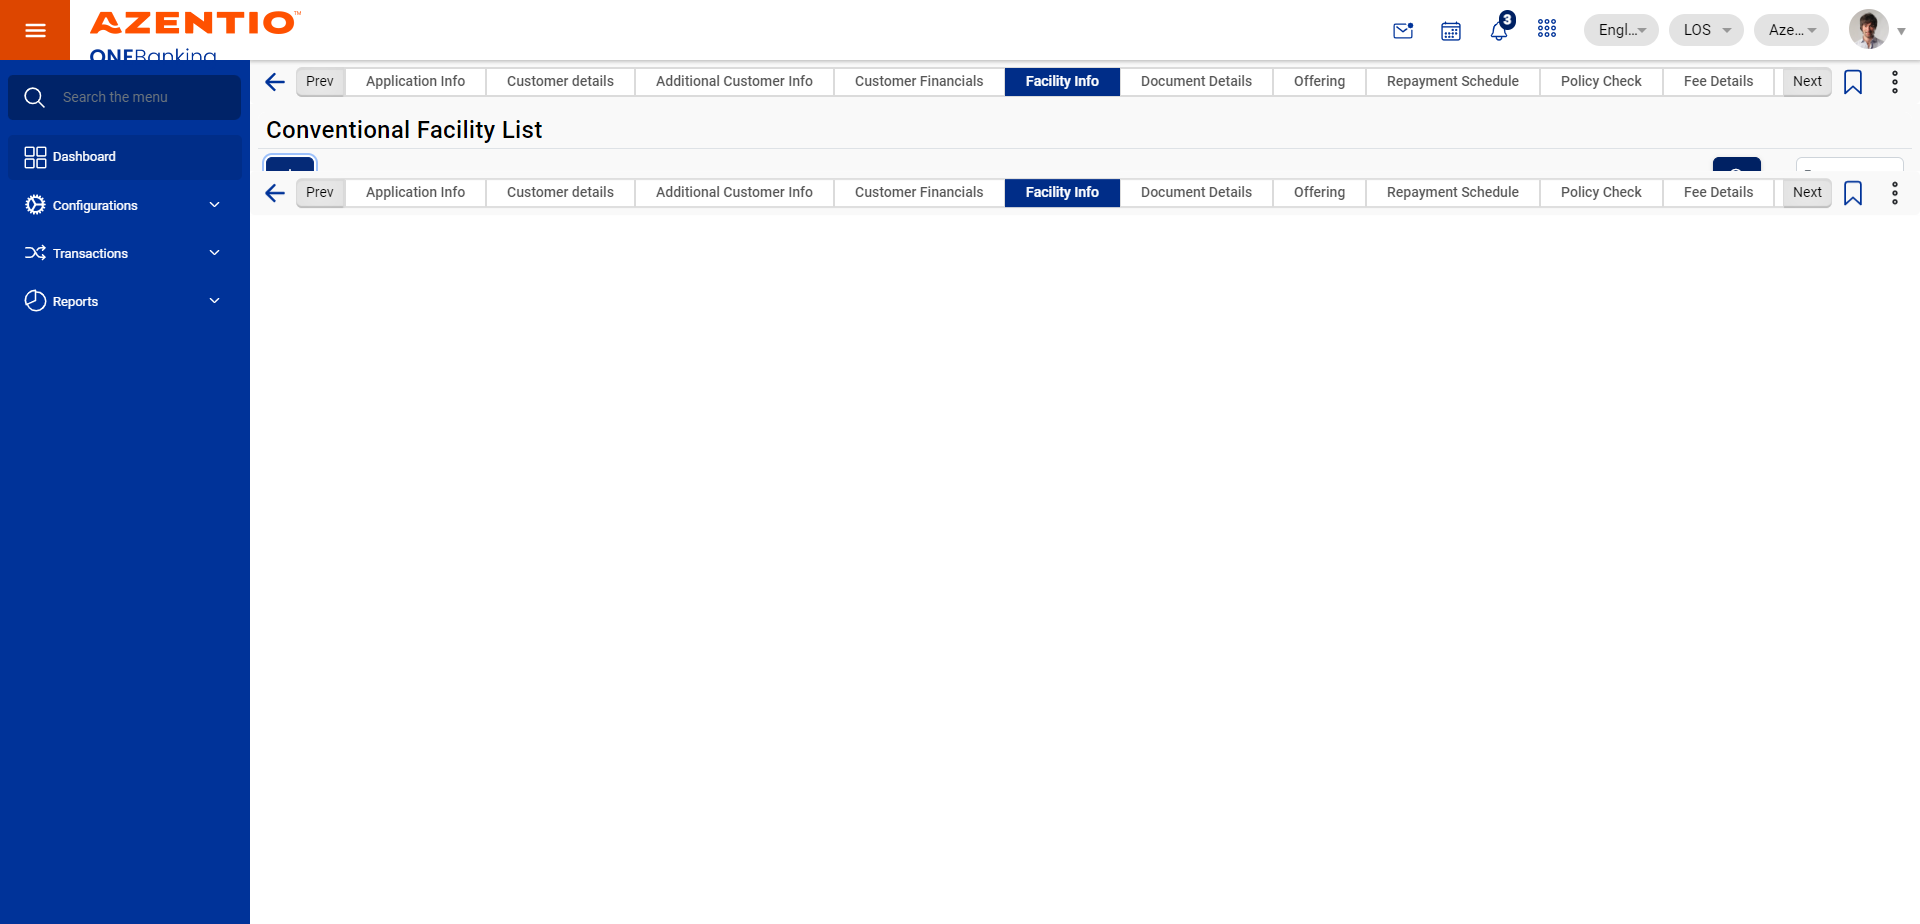 AZENTIO™
ONEBanking
3
Engl...
LOS
Aze...
Search the menu
Dashboard
Configurations
Transactions
Reports
Prev Application Info Customer details Additional Customer Info Customer Financials Facility Info Document Details Offering Repayment Schedule Policy Check Fee Details Next
Conventional Facility List
Prev Application Info Customer details Additional Customer Info Customer Financials Facility Info Document Details Offering Repayment Schedule Policy Check Fee Details Next